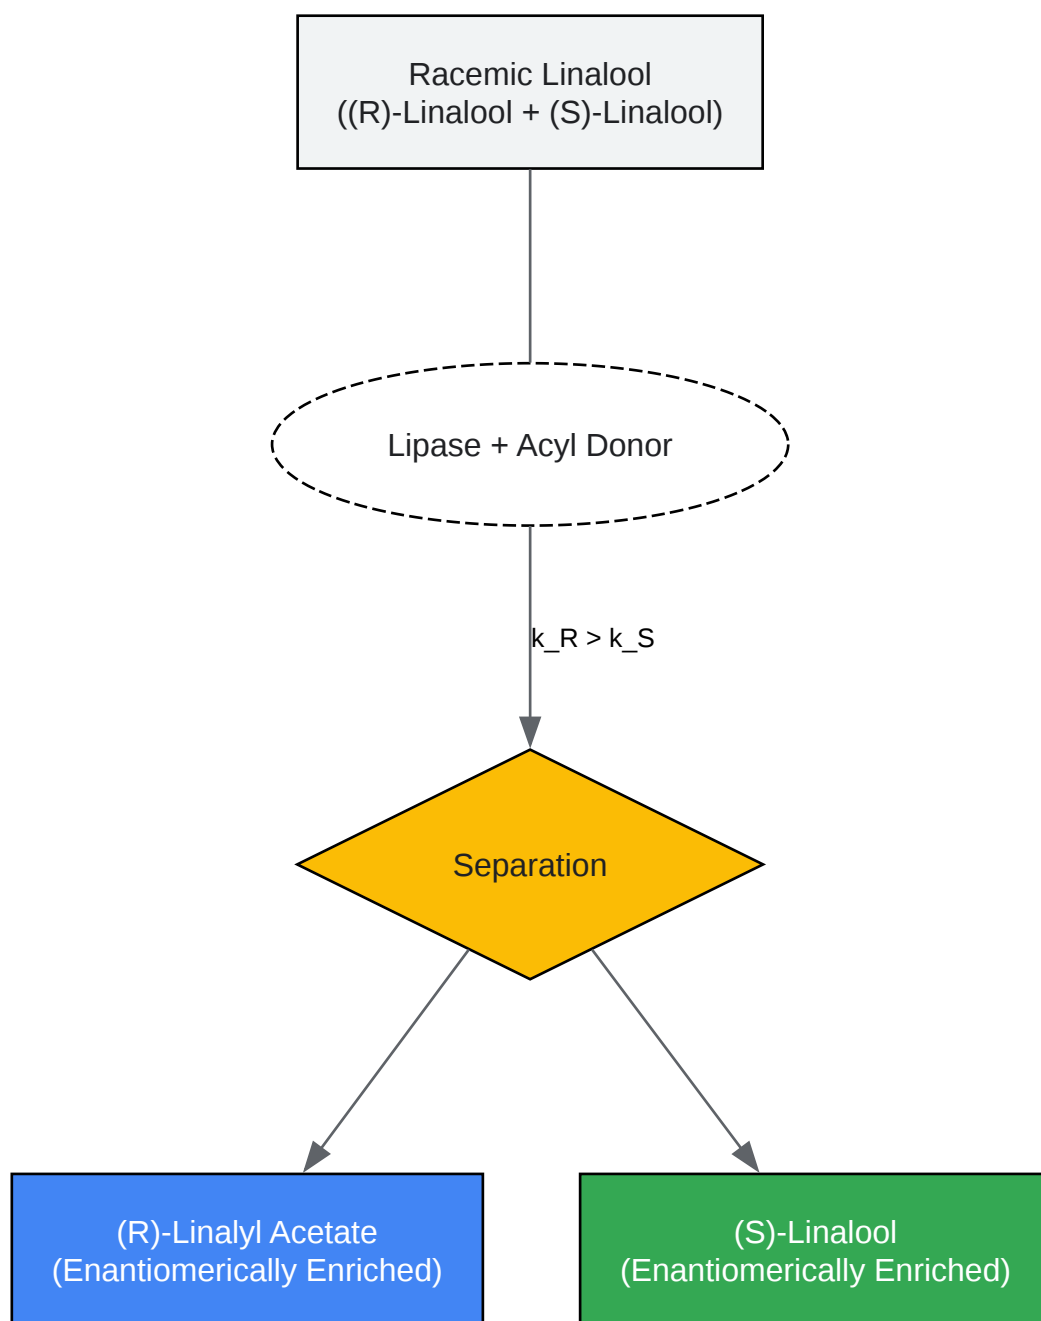 Racemic Linalool
((R)-Linalool + (S)-Linalool)
Lipase + Acyl Donor
k_R > k_S
Separation
(R)-Linalyl Acetate
(Enantiomerically Enriched)
(S)-Linalool
(Enantiomerically Enriched)